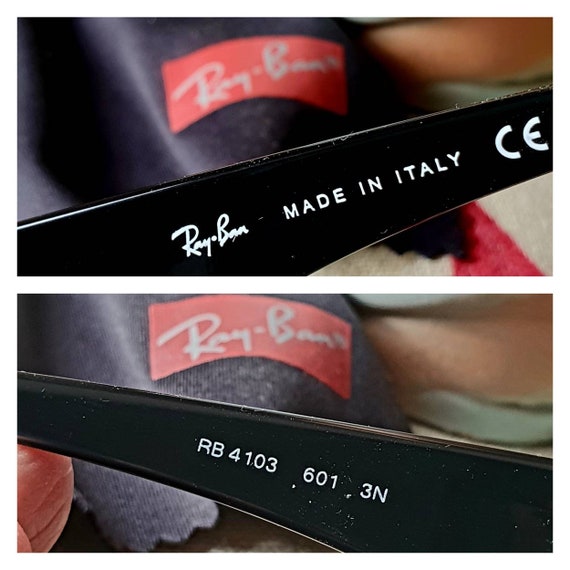 Ray-Ban
Ray-Ban MADE IN ITALY CE
Ray-Ban
RB 4103 601 3N